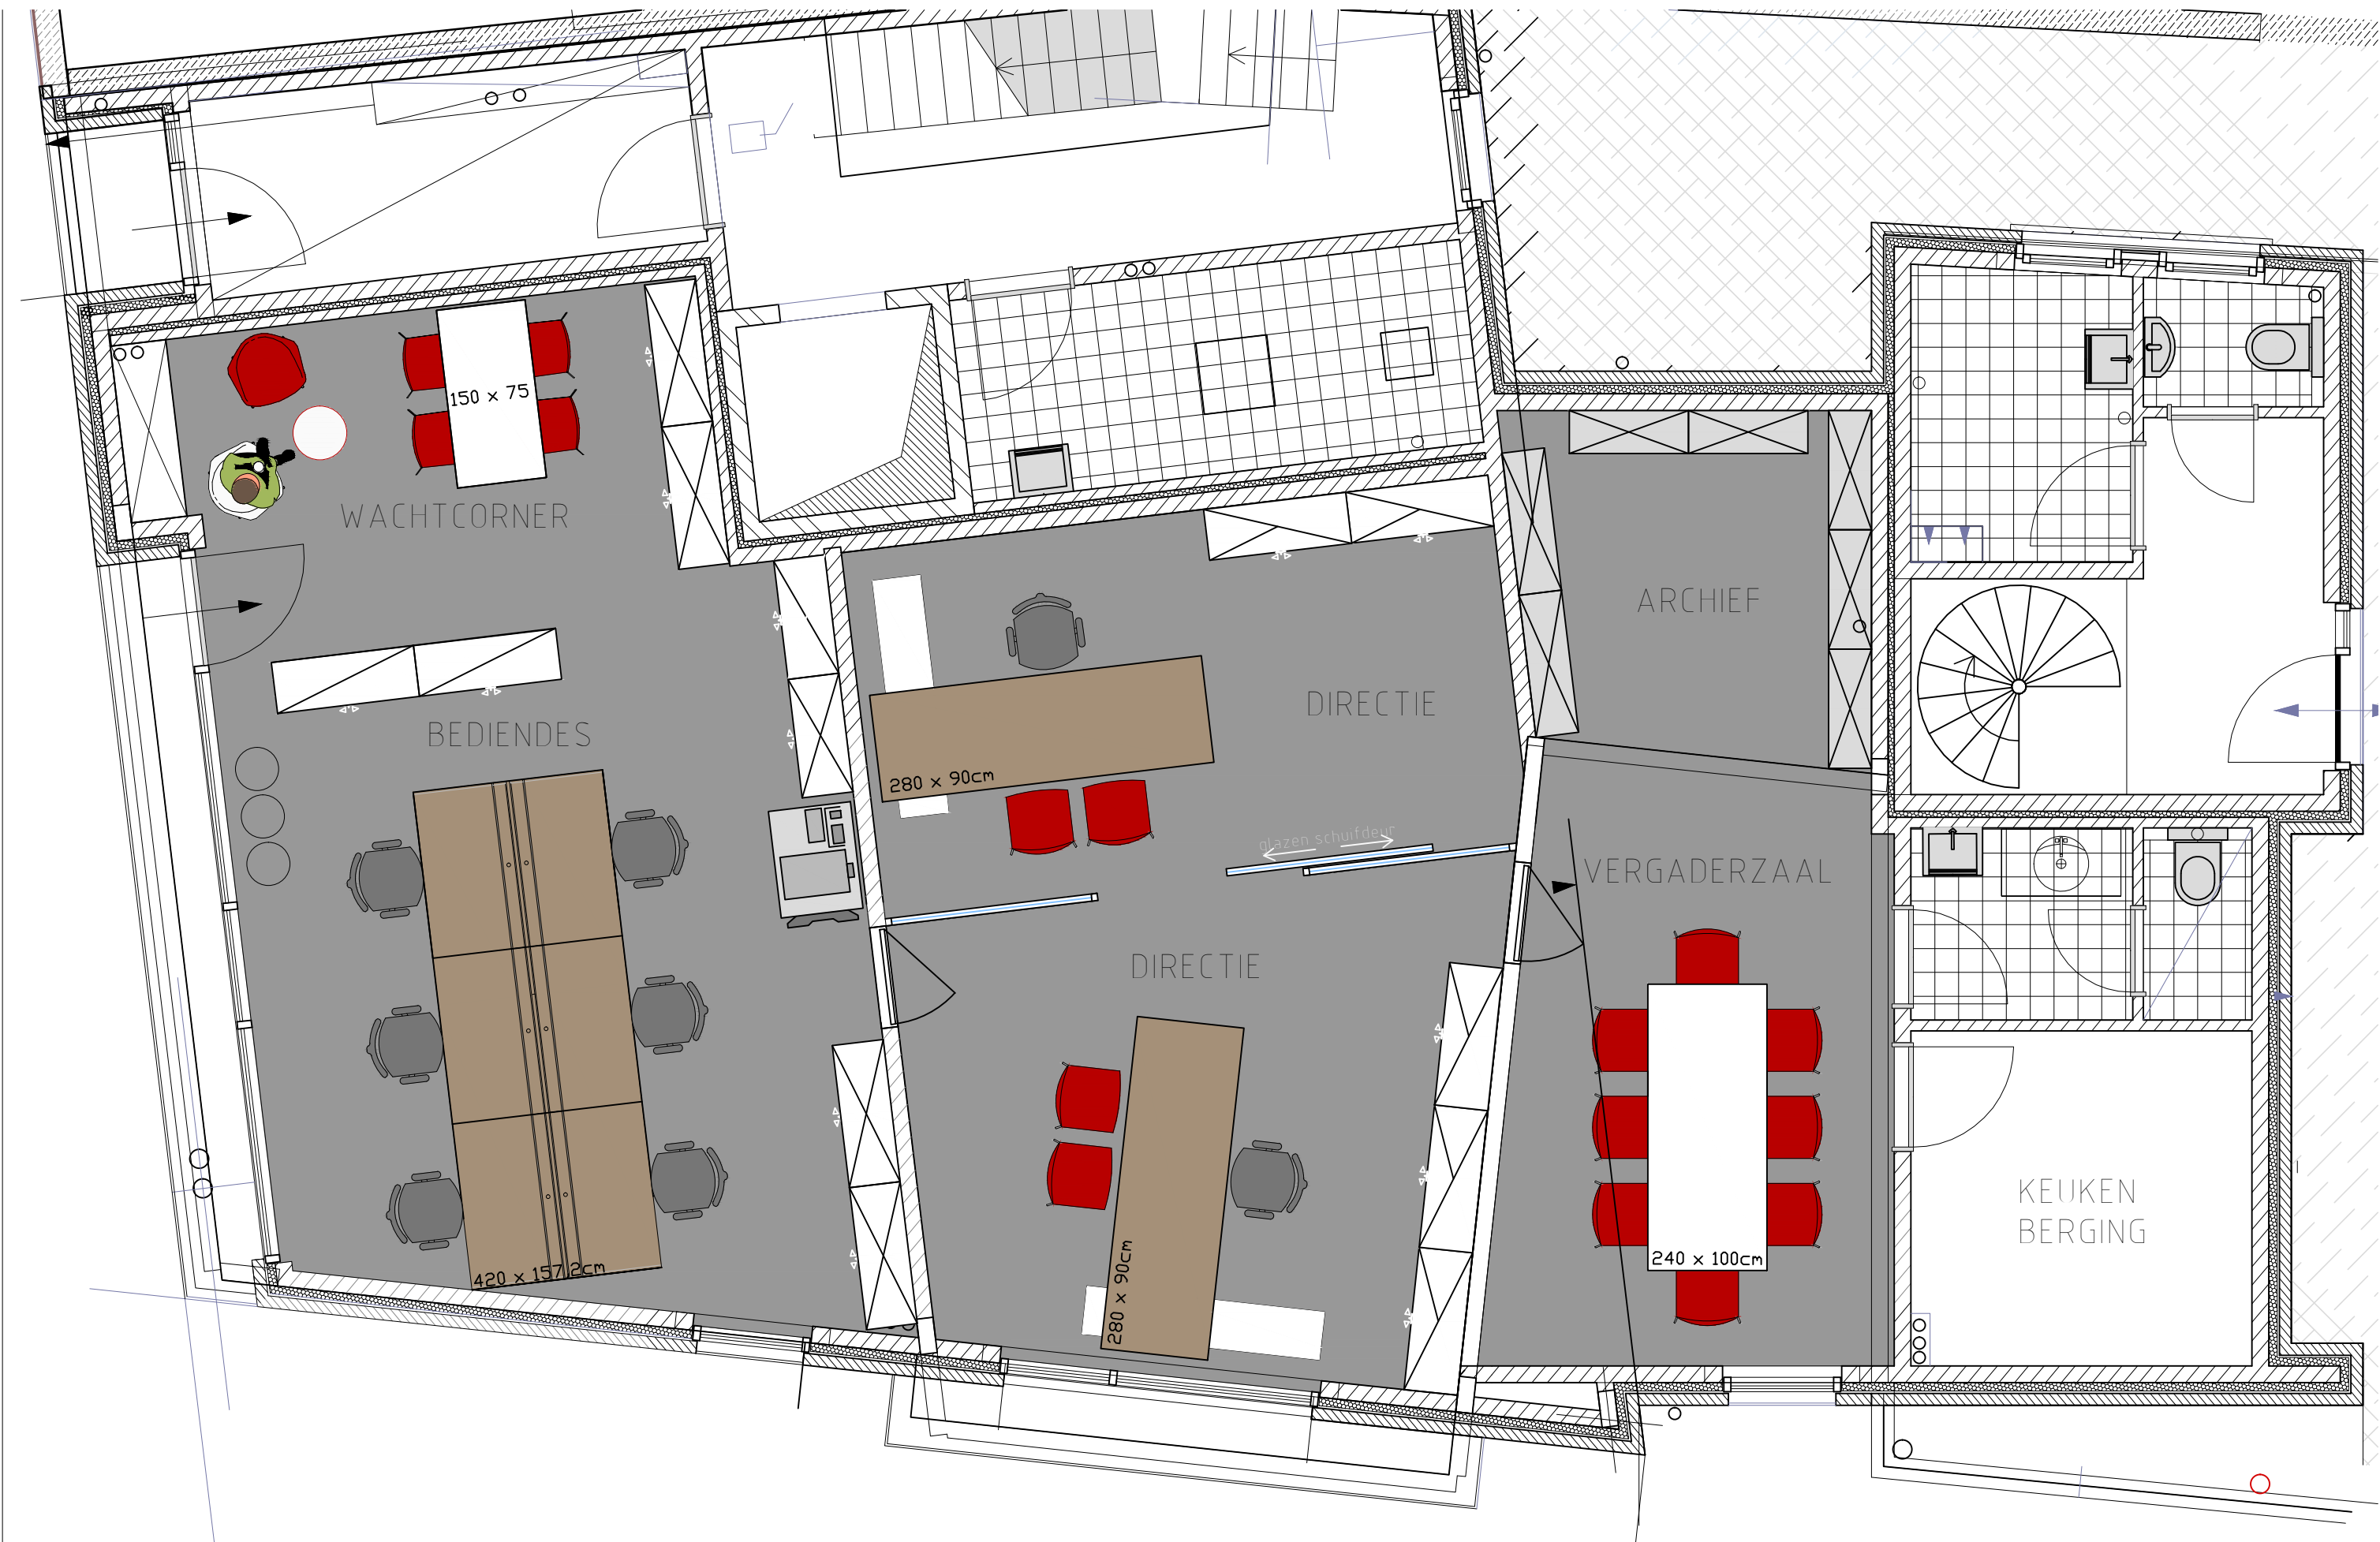 150 x 75
WACHTCORNER
ARCHIEF
DIRECTIE
BEDIENDES
280 x 90cm
glazen schuifdeur
VERGADERZAAL
DIRECTIE
KEUKEN
BERGING
240 x 100cm
420 x 157,2cm
280 x 90cm